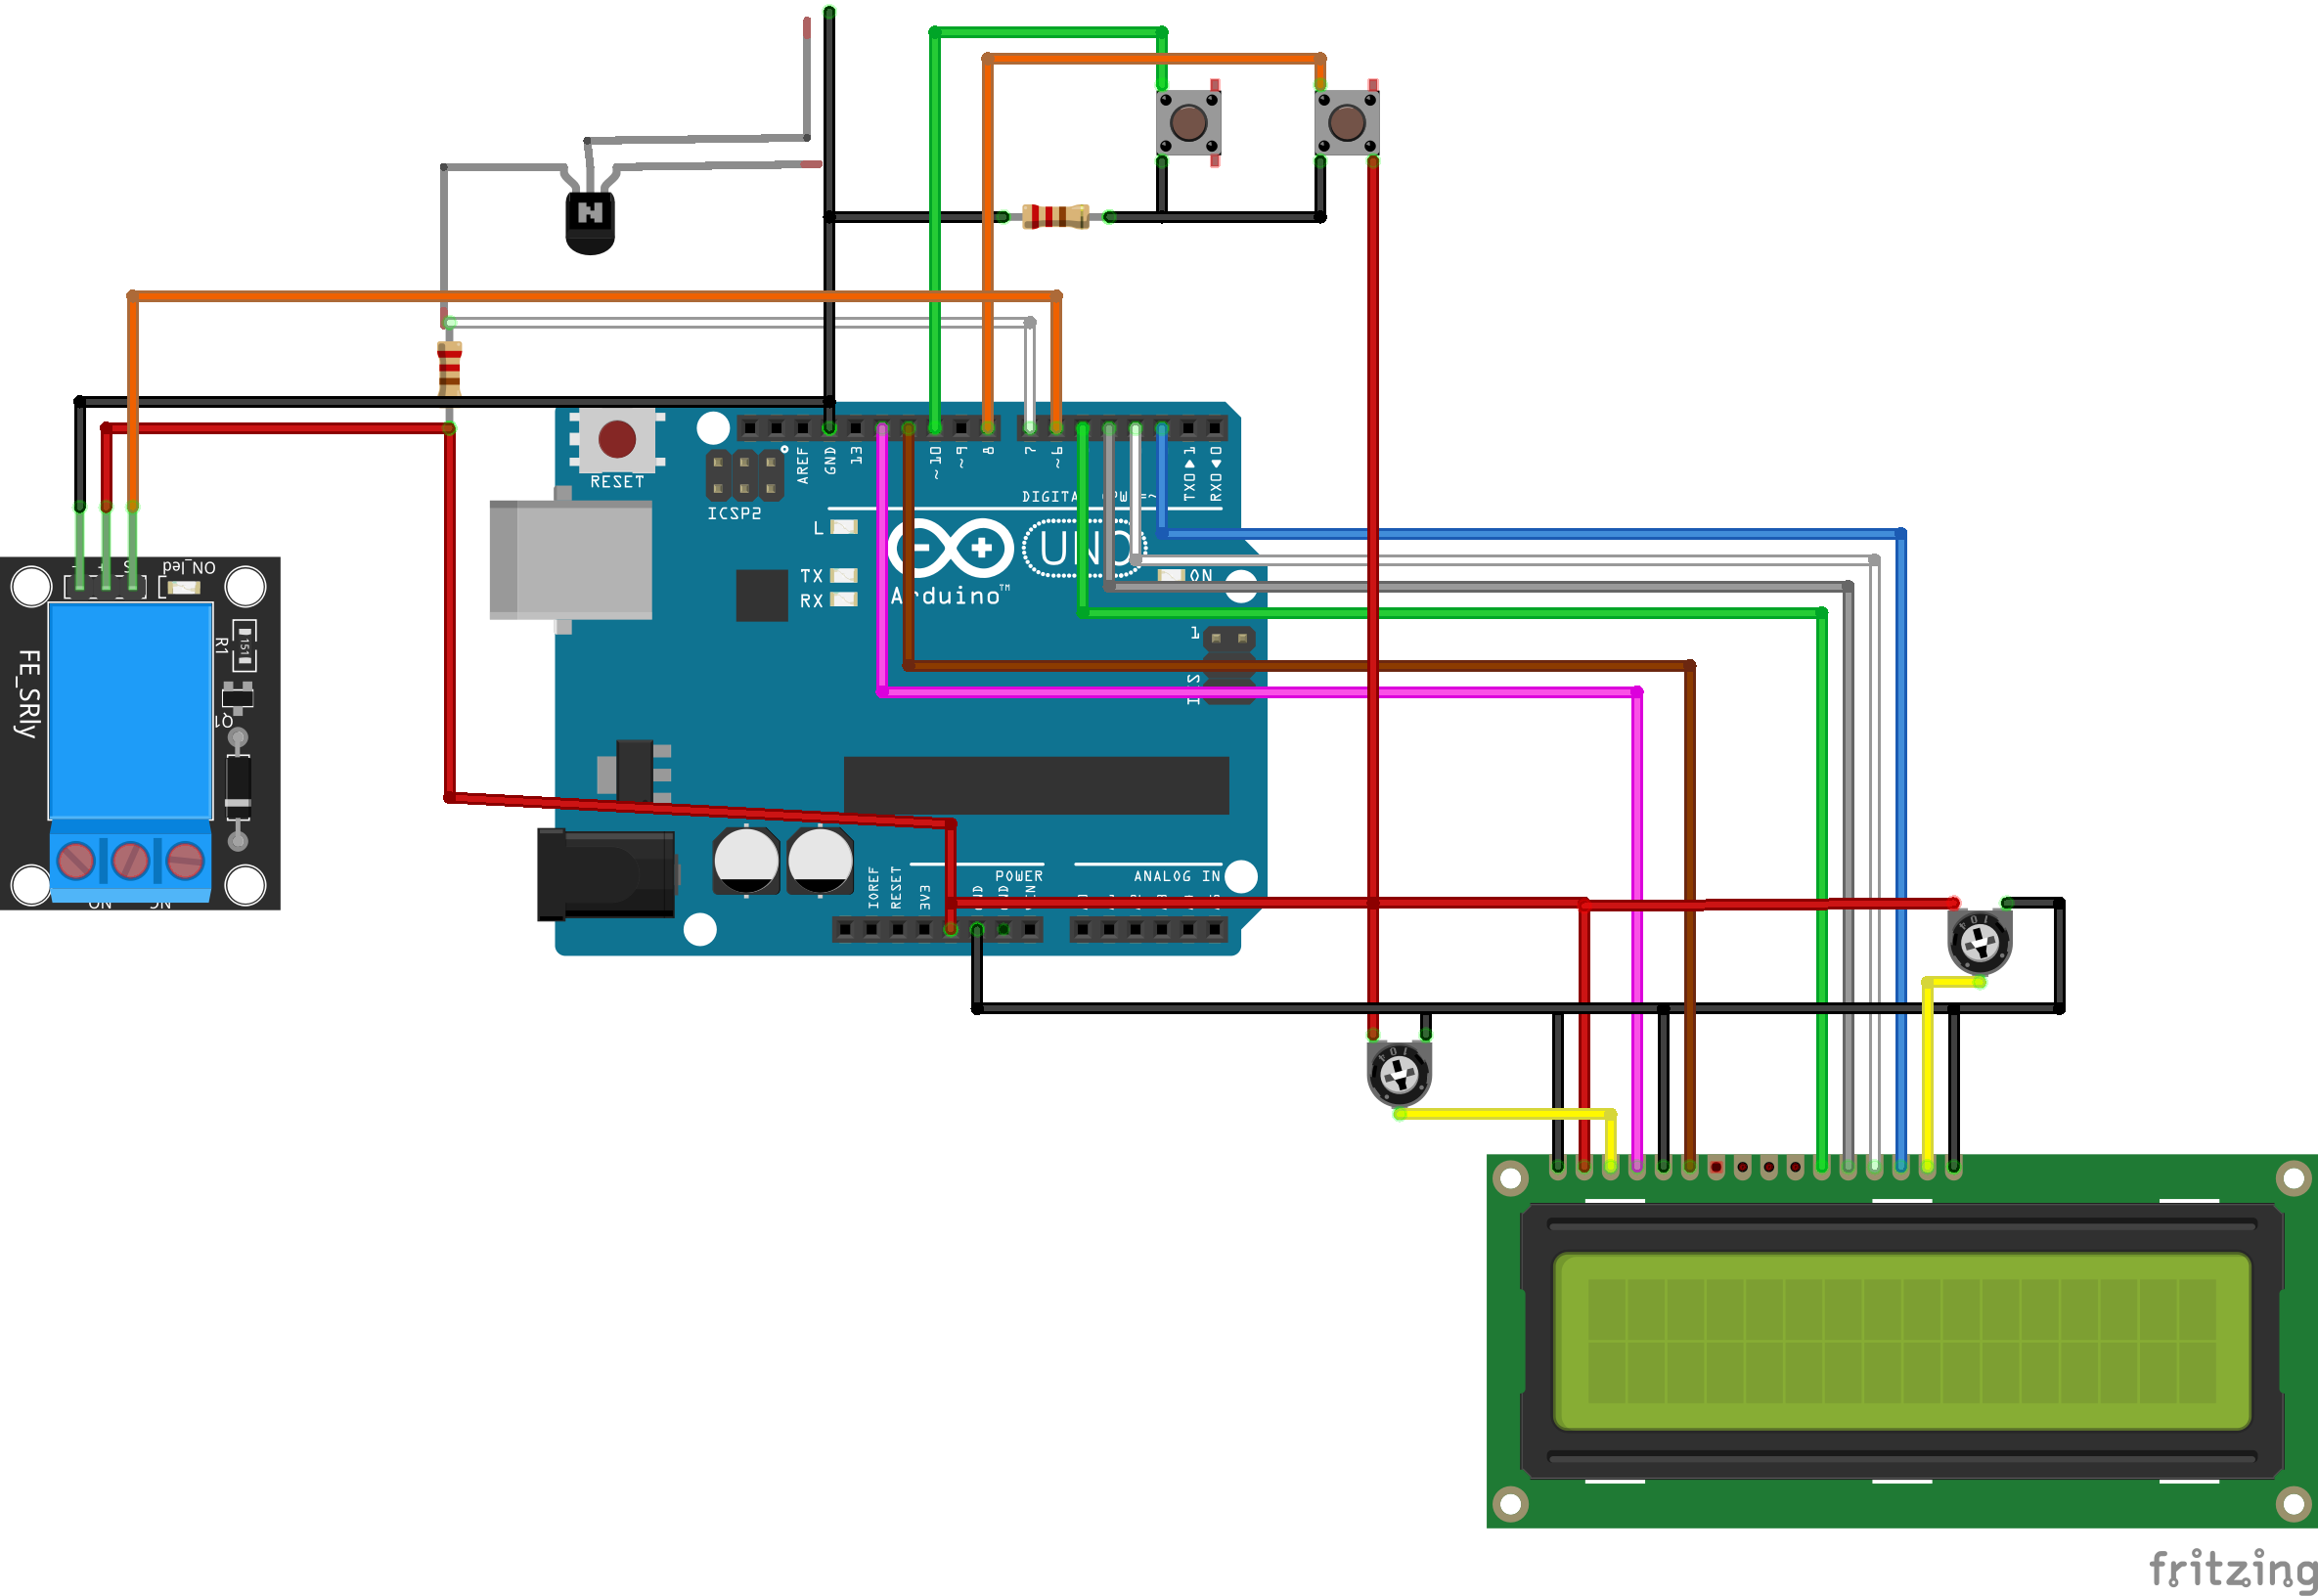 N
RESET
ICSP2
AREF
GND
13
~10
~9
8
7
~6
TX0▶1
RX0◀0
L
TX
RX
UNO
ON
Arduino™
1
IOREF
RESET
3V3
POWER
ANALOG IN
ON_led
R1
151
Q1
FE_SRly
104
104
fritzing